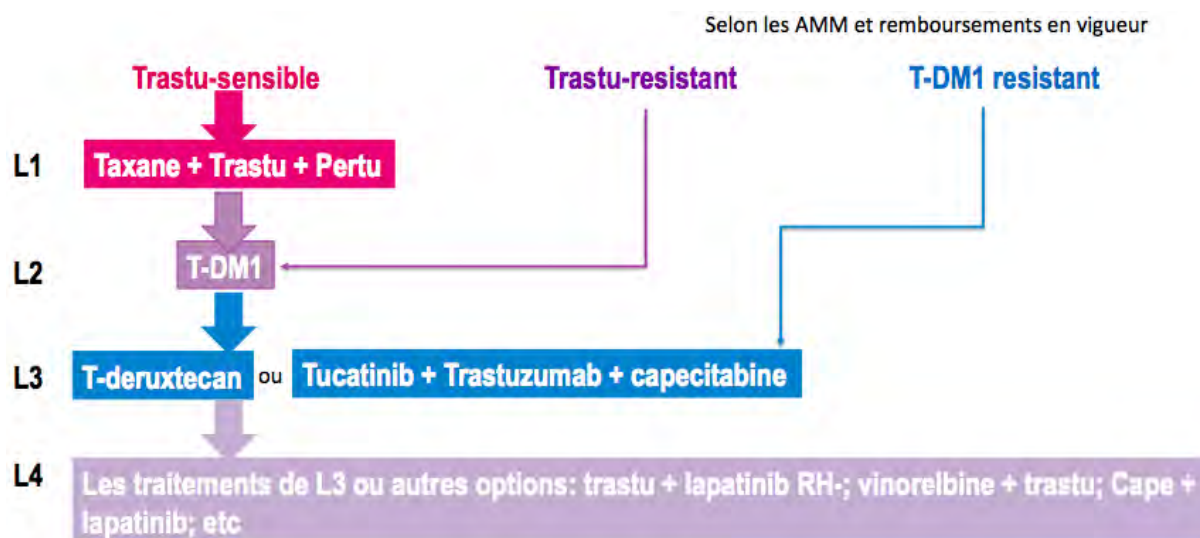 Selon les AMM et remboursements en vigueur
Trastu-sensible
Trastu-resistant
T-DM1 resistant
L1
Taxane + Trastu + Pertu
L2
T-DM1
L3
T-deruxtecan
ou
Tucatinib + Trastuzumab + capecitabine
L4
Les traitements de L3 ou autres options: trastu + lapatinib RH-; vinorelbine + trastu; Cape +
lapatinib; etc